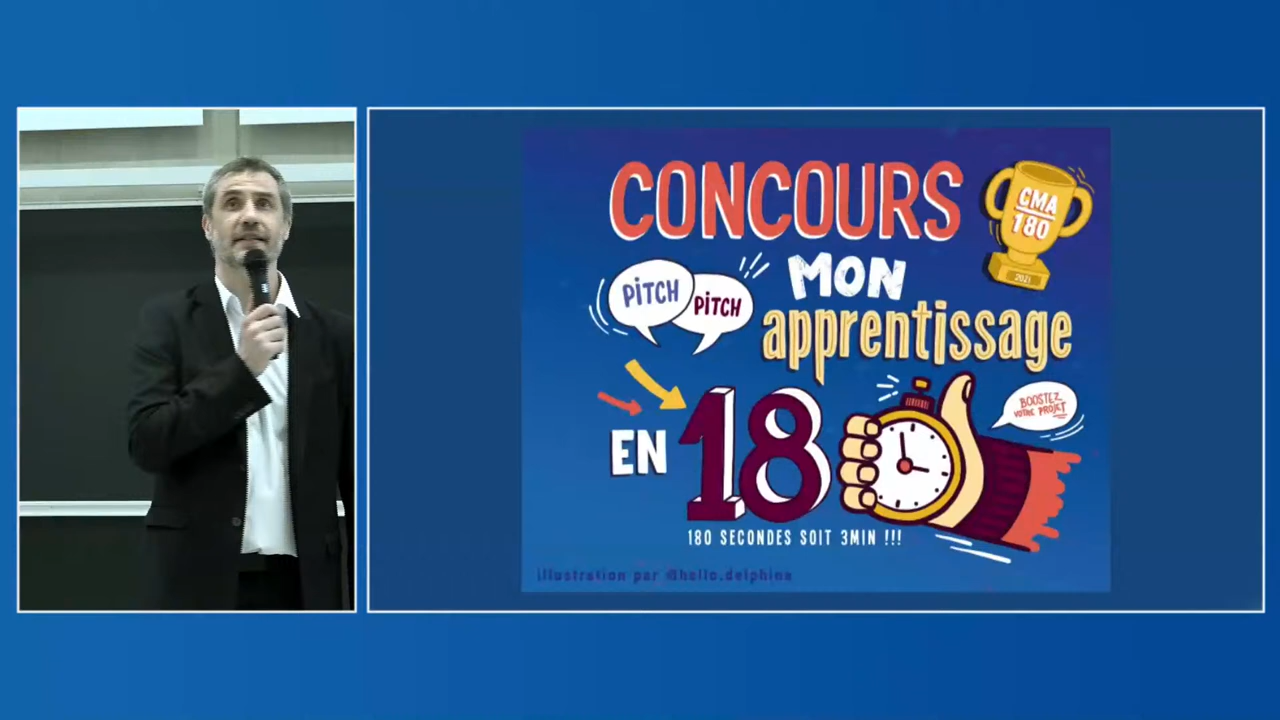 CONCOURS
CMA
180
2021
MON
PiTCH
PiTCH
apprentissage
BOOSTEZ
VOTRE PROJET
EN 18
180 SECONDES SOIT 3MIN !!!
illustration par @hello.delphine